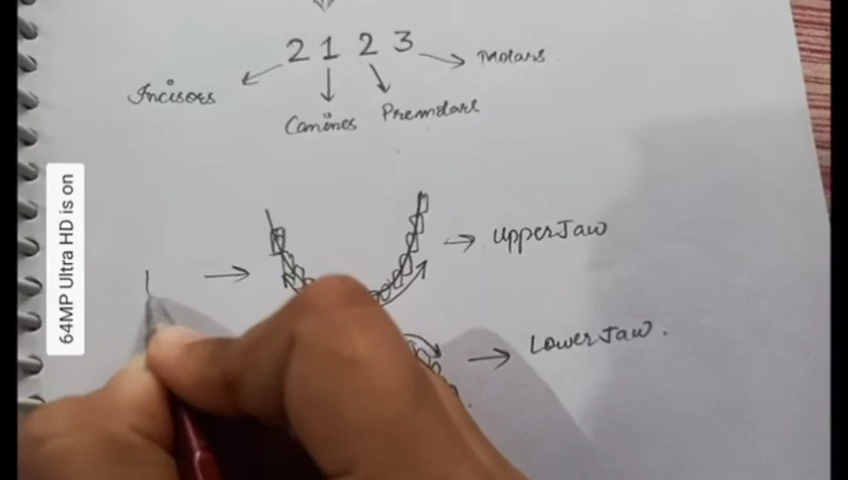 2 1 2 3
Molars
Incisors
Canines
Premolars
Upper Jaw
Lower Jaw.
64MP Ultra HD is on